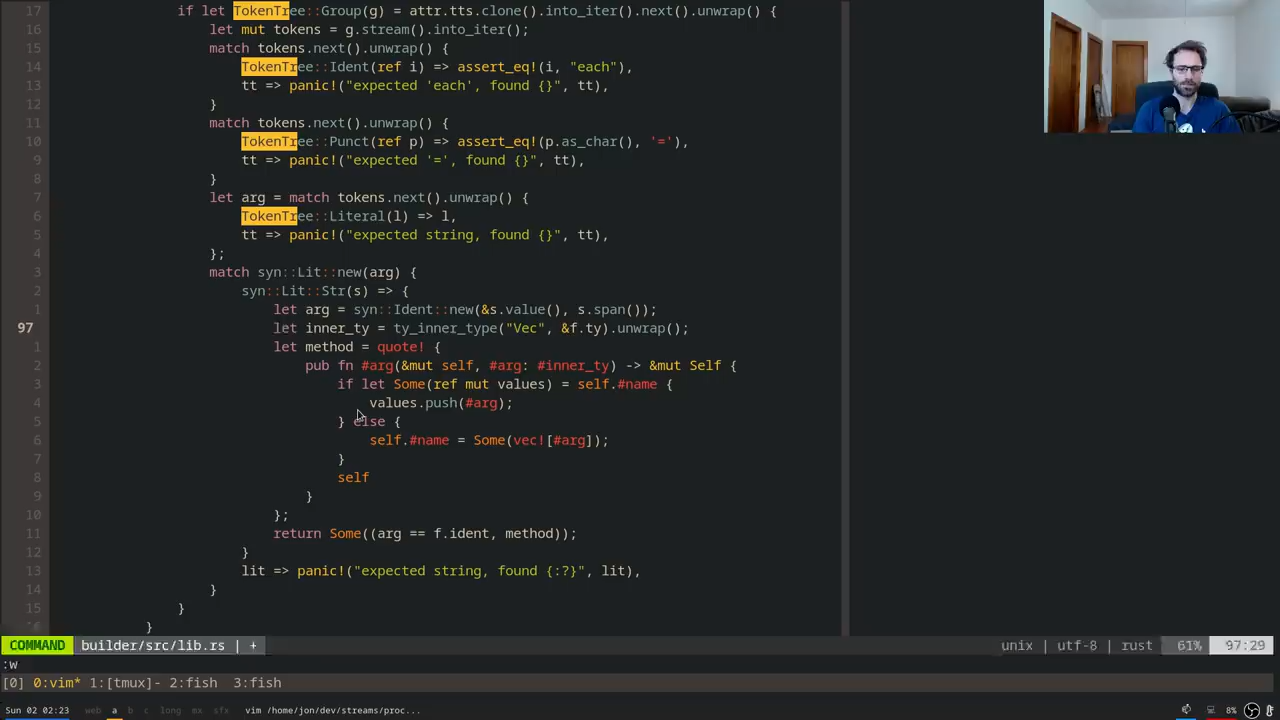 17 if let TokenTree::Group(g) = attr.tts.clone().into_iter().next().unwrap() {
16 let mut tokens = g.stream().into_iter();
15 match tokens.next().unwrap() {
14 TokenTree::Ident(ref i) => assert_eq!(i, "each"),
13 tt => panic!("expected 'each', found {}", tt),
12 }
11 match tokens.next().unwrap() {
10 TokenTree::Punct(ref p) => assert_eq!(p.as_char(), '='),
9 tt => panic!("expected '=', found {}", tt),
8 }
7 let arg = match tokens.next().unwrap() {
6 TokenTree::Literal(l) => l,
5 tt => panic!("expected string, found {}", tt),
4 };
3 match syn::Lit::new(arg) {
2 syn::Lit::Str(s) => {
1 let arg = syn::Ident::new(&s.value(), s.span());
97 let inner_ty = ty_inner_type("Vec", &f.ty).unwrap();
1 let method = quote! {
2 pub fn #arg(&mut self, #arg: #inner_ty) -> &mut Self {
3 if let Some(ref mut values) = self.#name {
4 values.push(#arg);
5 } else {
6 self.#name = Some(vec![#arg]);
7 }
8 self
9 }
10 };
11 return Some((arg == f.ident, method));
12 }
13 lit => panic!("expected string, found {:?}", lit),
14 }
15 }
16 }
COMMAND builder/src/lib.rs | + unix | utf-8 | rust 61% 97:29
:w
[0] 0:vim* 1:[tmux]- 2:fish 3:fish
Sun 02 02:23 web a b c long mx sfx vim /home/jon/dev/streams/proc... 8%